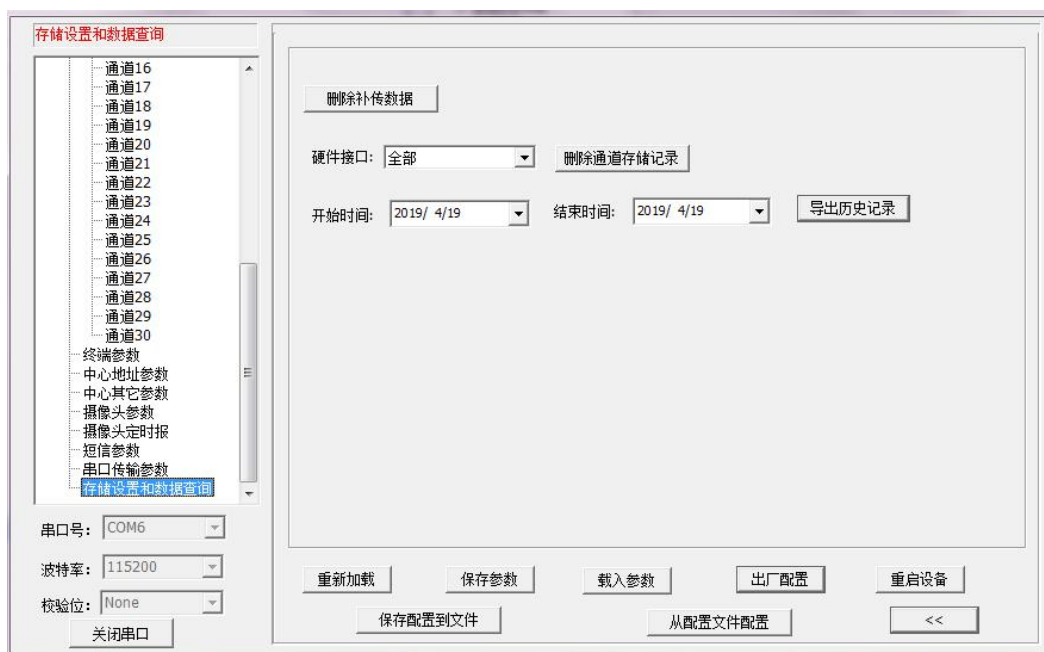 存储设置和数据查询
通道16
通道17
通道18
通道19
通道20
通道21
通道22
通道23
通道24
通道25
通道26
通道27
通道28
通道29
通道30
终端参数
中心地址参数
中心其它参数
摄像头参数
摄像头定时报
短信参数
串口传输参数
存储设置和数据查询
串口号： COM6
波特率： 115200
校验位： None
关闭串口
删除补传数据
硬件接口： 全部 删除通道存储记录
开始时间: 2019/ 4/19 结束时间: 2019/ 4/19 导出历史记录
重新加载 保存参数 载入参数 出厂配置 重启设备
保存配置到文件 从配置文件配置 <<